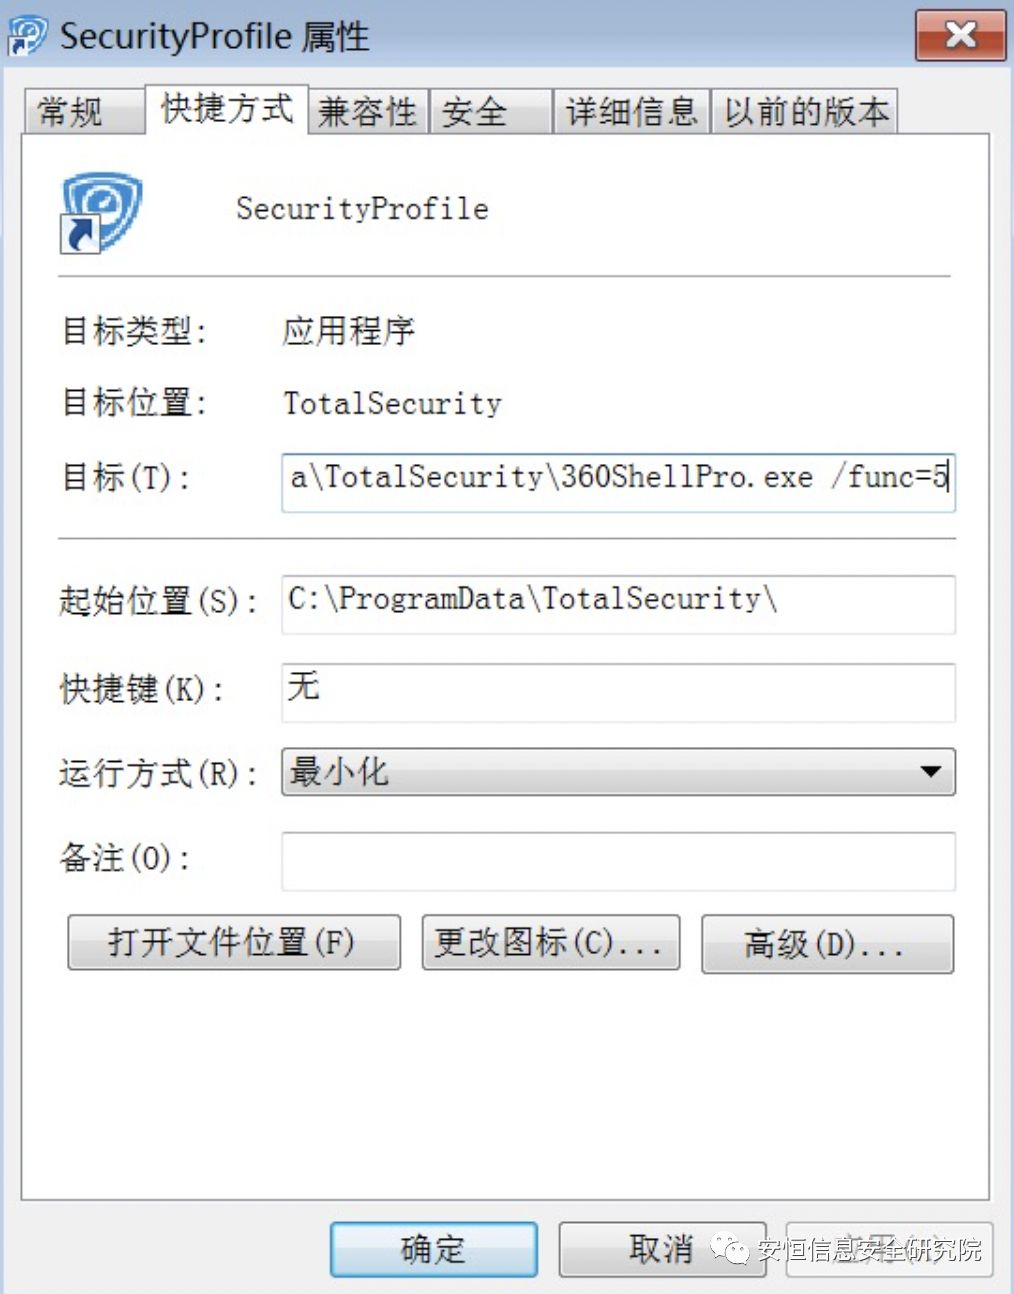 SecurityProfile 属性
常规 快捷方式 兼容性 安全 详细信息 以前的版本
SecurityProfile
目标类型: 应用程序
目标位置: TotalSecurity
目标(T): a\TotalSecurity\360ShellPro.exe /func=5
起始位置(S): C:\ProgramData\TotalSecurity\
快捷键(K): 无
运行方式(R): 最小化
备注(O):
打开文件位置(F) 更改图标(C)... 高级(D)...
确定 取消
安恒信息安全研究院